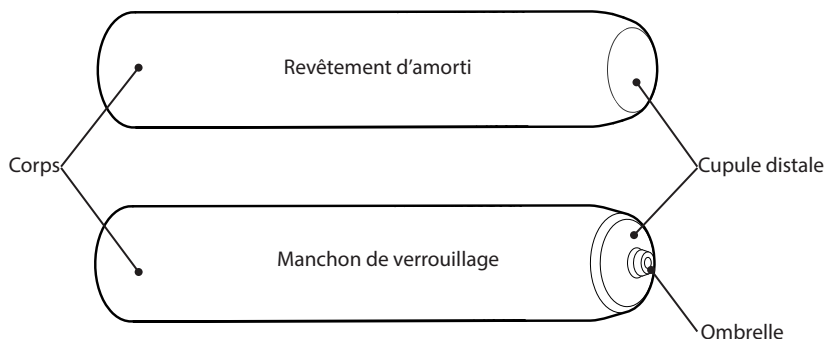 Revêtement d'amorti
Corps
Cupule distale
Manchon de verrouillage
Ombrelle